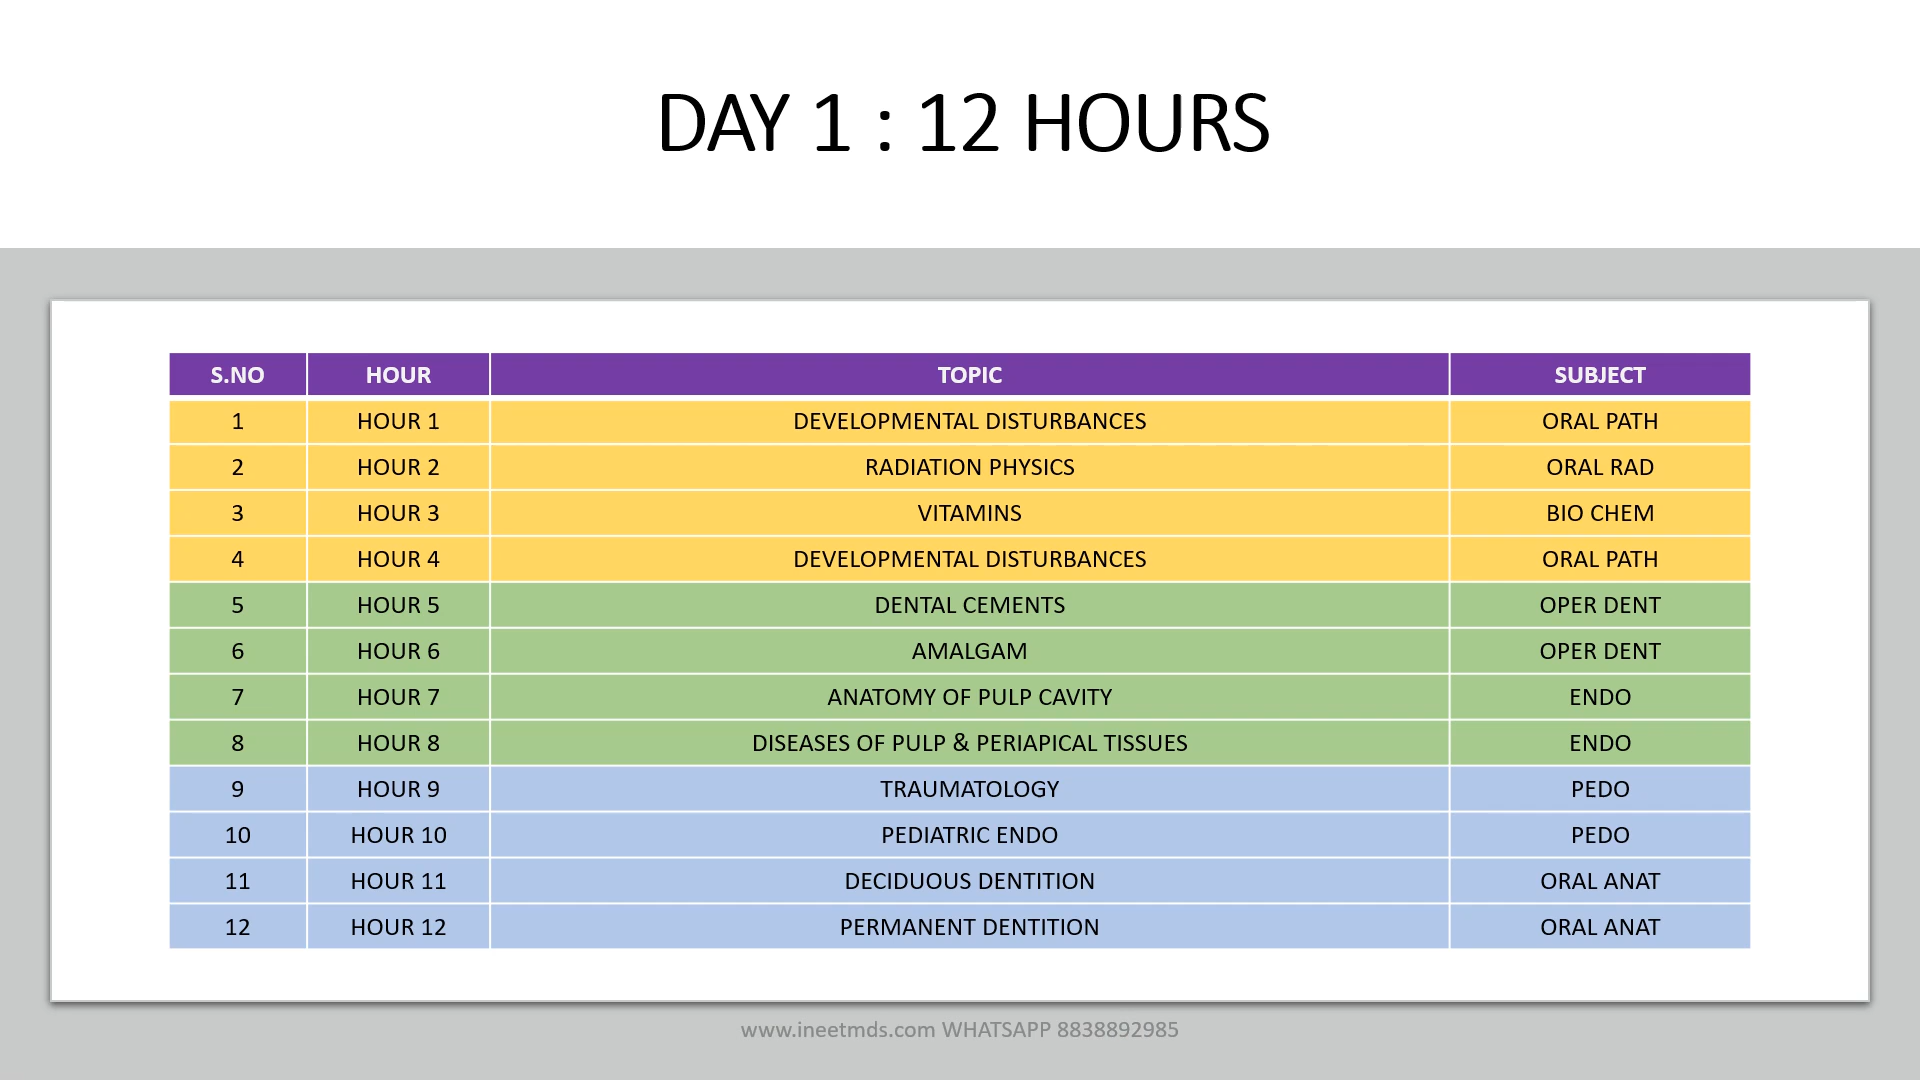 DAY 1 : 12 HOURS
S.NO HOUR TOPIC SUBJECT
1 HOUR 1 DEVELOPMENTAL DISTURBANCES ORAL PATH
2 HOUR 2 RADIATION PHYSICS ORAL RAD
3 HOUR 3 VITAMINS BIO CHEM
4 HOUR 4 DEVELOPMENTAL DISTURBANCES ORAL PATH
5 HOUR 5 DENTAL CEMENTS OPER DENT
6 HOUR 6 AMALGAM OPER DENT
7 HOUR 7 ANATOMY OF PULP CAVITY ENDO
8 HOUR 8 DISEASES OF PULP & PERIAPICAL TISSUES ENDO
9 HOUR 9 TRAUMATOLOGY PEDO
10 HOUR 10 PEDIATRIC ENDO PEDO
11 HOUR 11 DECIDUOUS DENTITION ORAL ANAT
12 HOUR 12 PERMANENT DENTITION ORAL ANAT
www.ineetmds.com WHATSAPP 8838892985